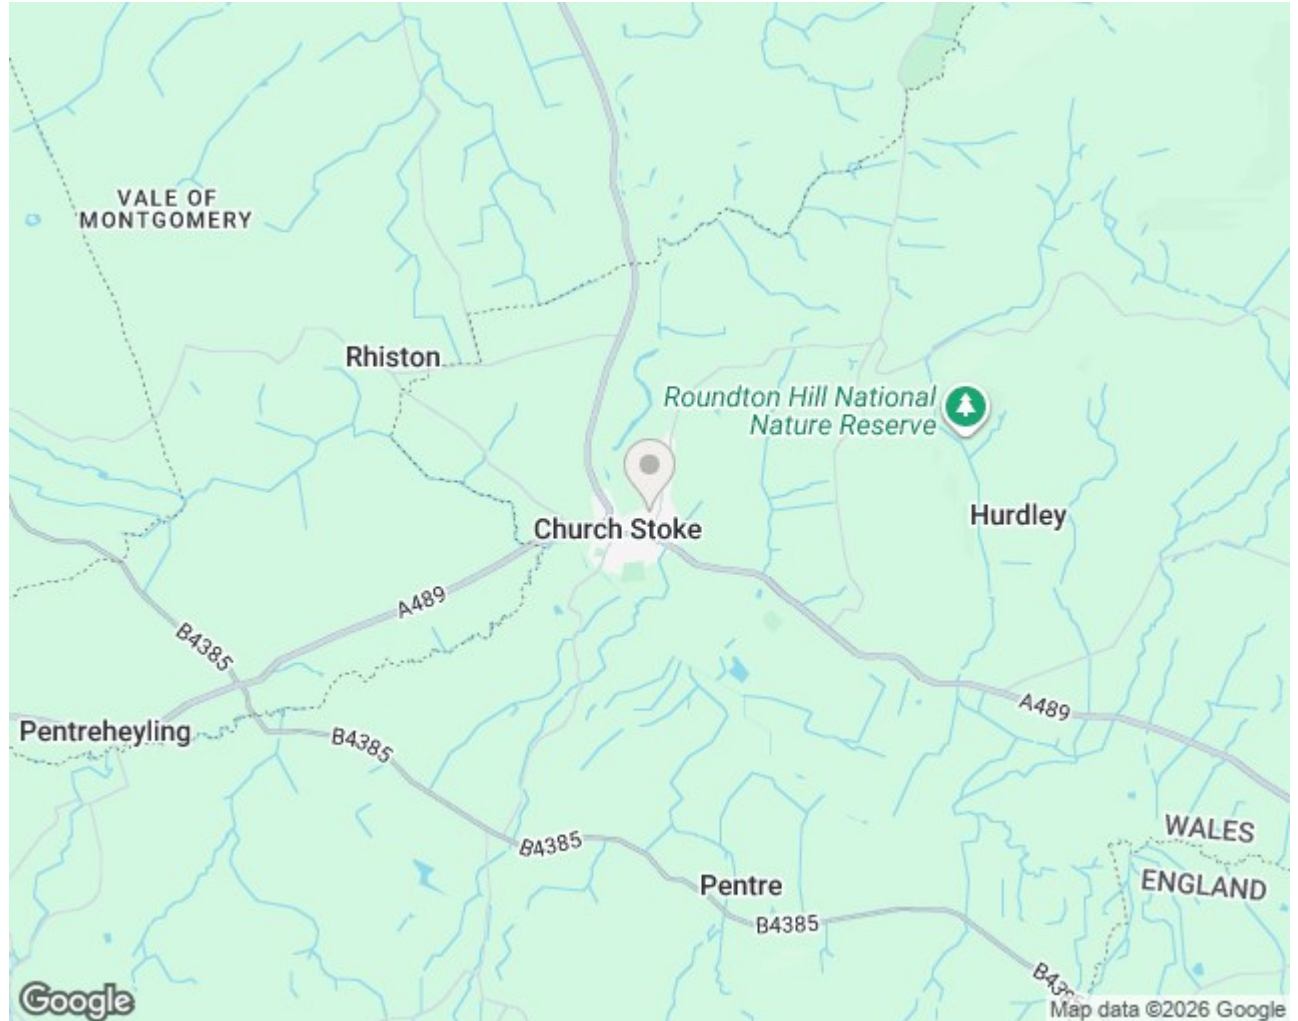 VALE OF
MONTGOMERY
Rhiston
Roundton Hill National
Nature Reserve
Church Stoke
Hurdley
A489
B4385
Pentreheyling
B4385
A489
B4385
WALES
Pentre
ENGLAND
B4385
Google
Map data ©2026 Google